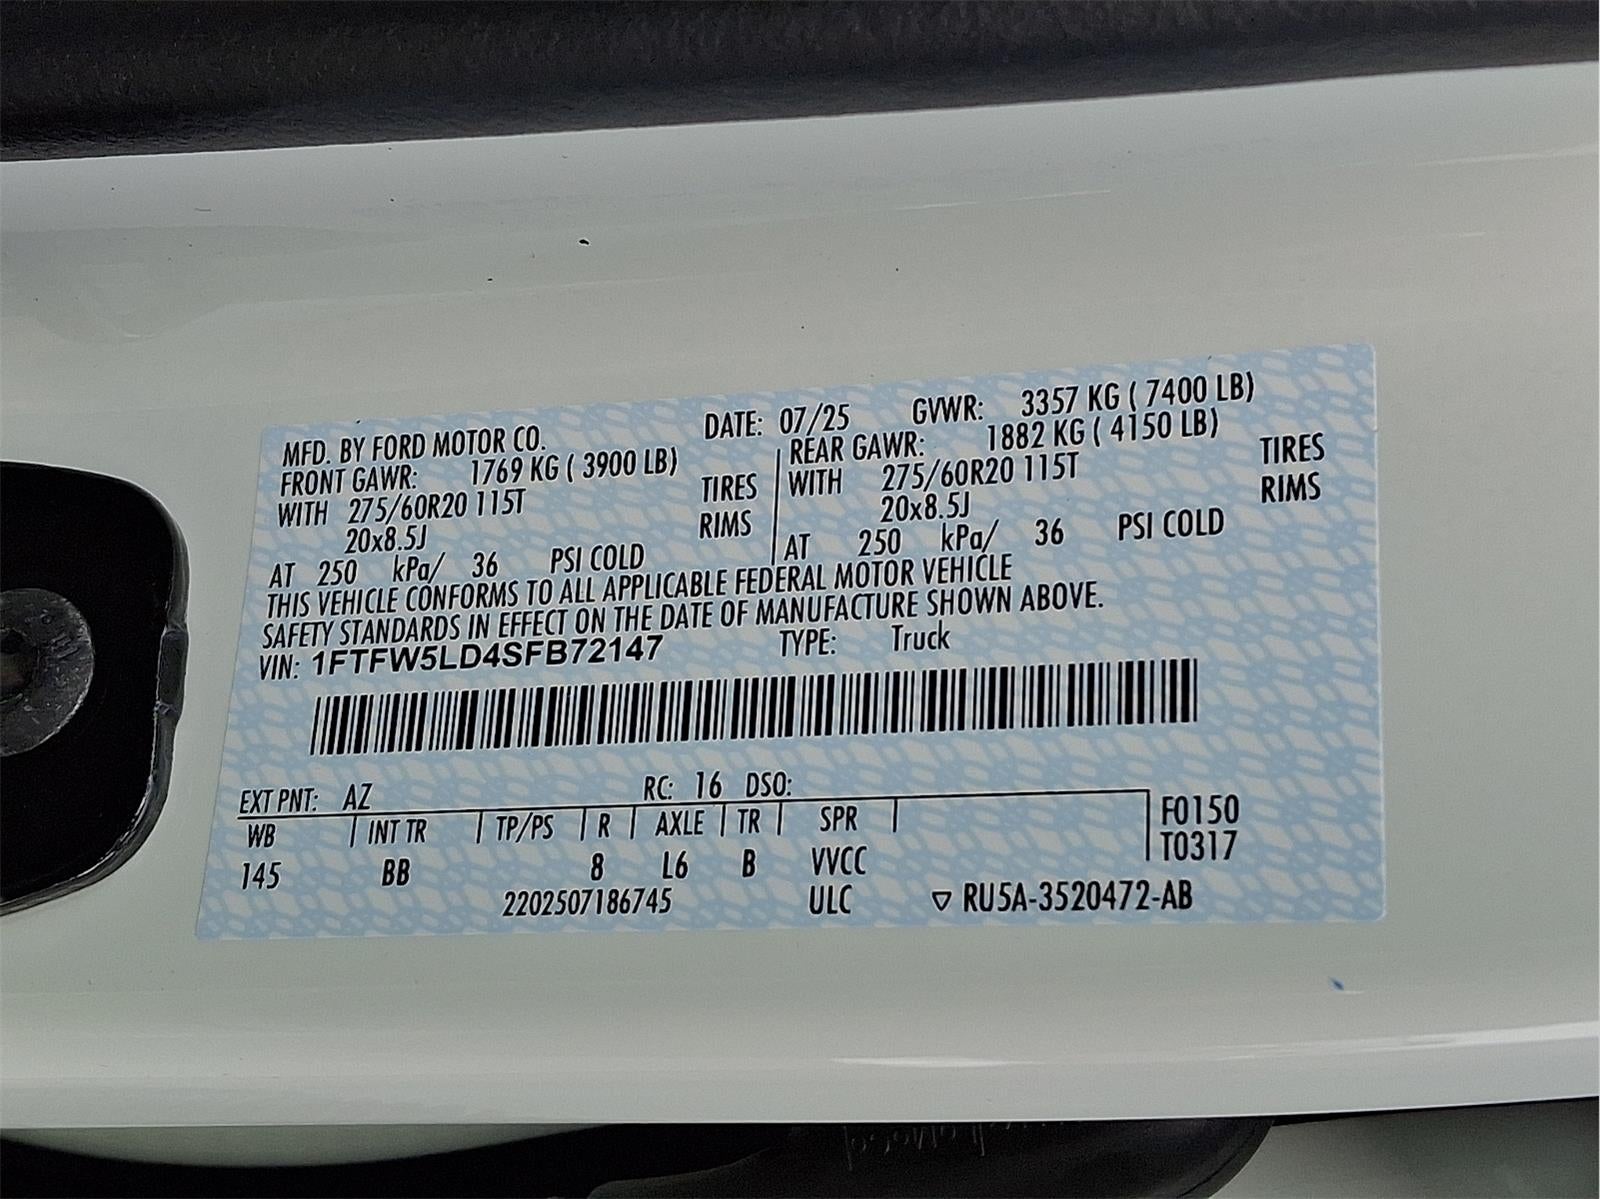 MFD. BY FORD MOTOR CO. DATE: 07/25 GVWR: 3357 KG ( 7400 LB)
FRONT GAWR: 1769 KG ( 3900 LB) REAR GAWR: 1882 KG ( 4150 LB)
WITH 275/60R20 115T TIRES WITH 275/60R20 115T TIRES
20x8.5J RIMS 20x8.5J RIMS
AT 250 kPa/ 36 PSI COLD AT 250 kPa/ 36 PSI COLD
THIS VEHICLE CONFORMS TO ALL APPLICABLE FEDERAL MOTOR VEHICLE
SAFETY STANDARDS IN EFFECT ON THE DATE OF MANUFACTURE SHOWN ABOVE.
VIN: 1FTFW5LD4SFB72147 TYPE: Truck
EXT PNT: AZ RC: 16 DSO:
WB INT TR TP/PS R AXLE TR SPR F0150
T0317
145 BB 8 L6 B VVCC
2202507186745 ULC ▽ RU5A-3520472-AB